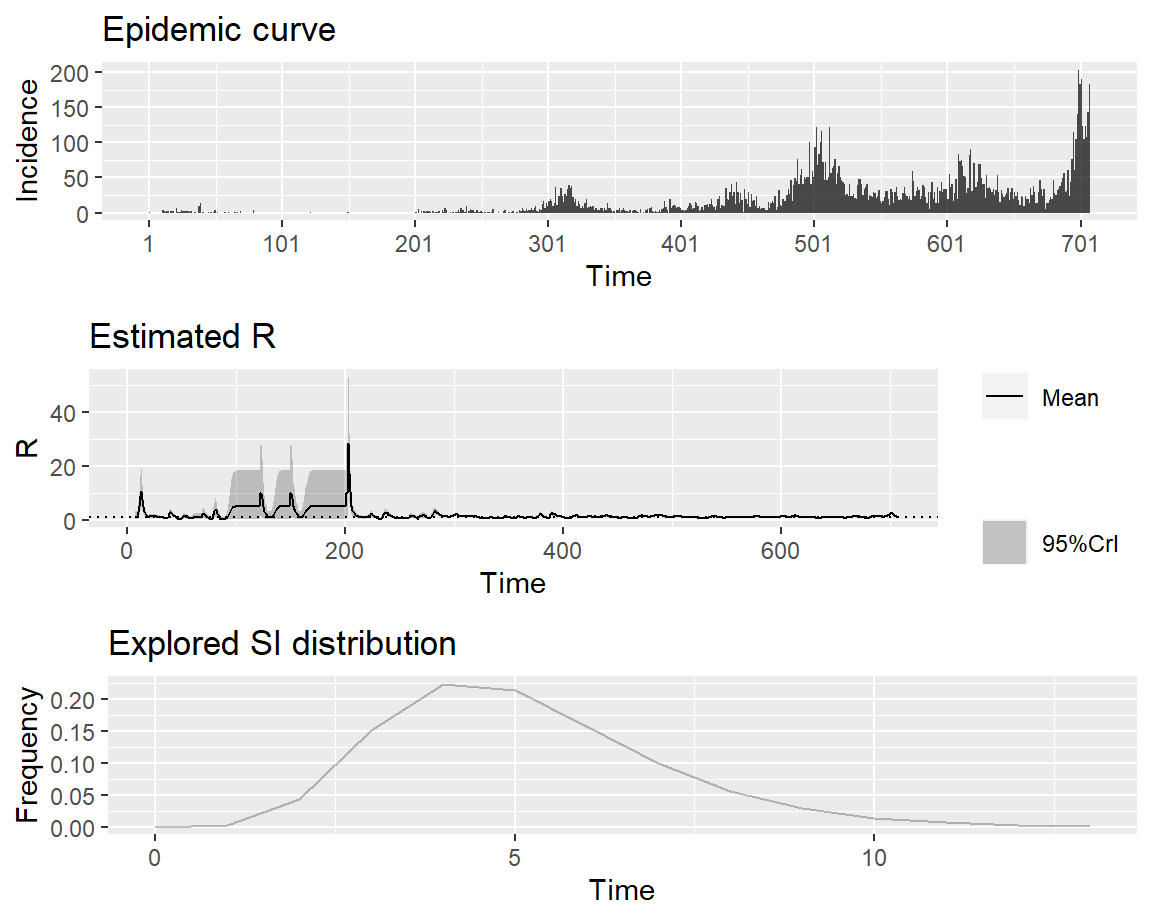 Epidemic curve
Incidence
200
150
100
50
0
1 101 201 301 401 501 601 701
Time
Estimated R
R
40
20
0
0 200 400 600
Time
Mean
95%CrI
Explored SI distribution
Frequency
0.20
0.15
0.10
0.05
0.00
0 5 10
Time